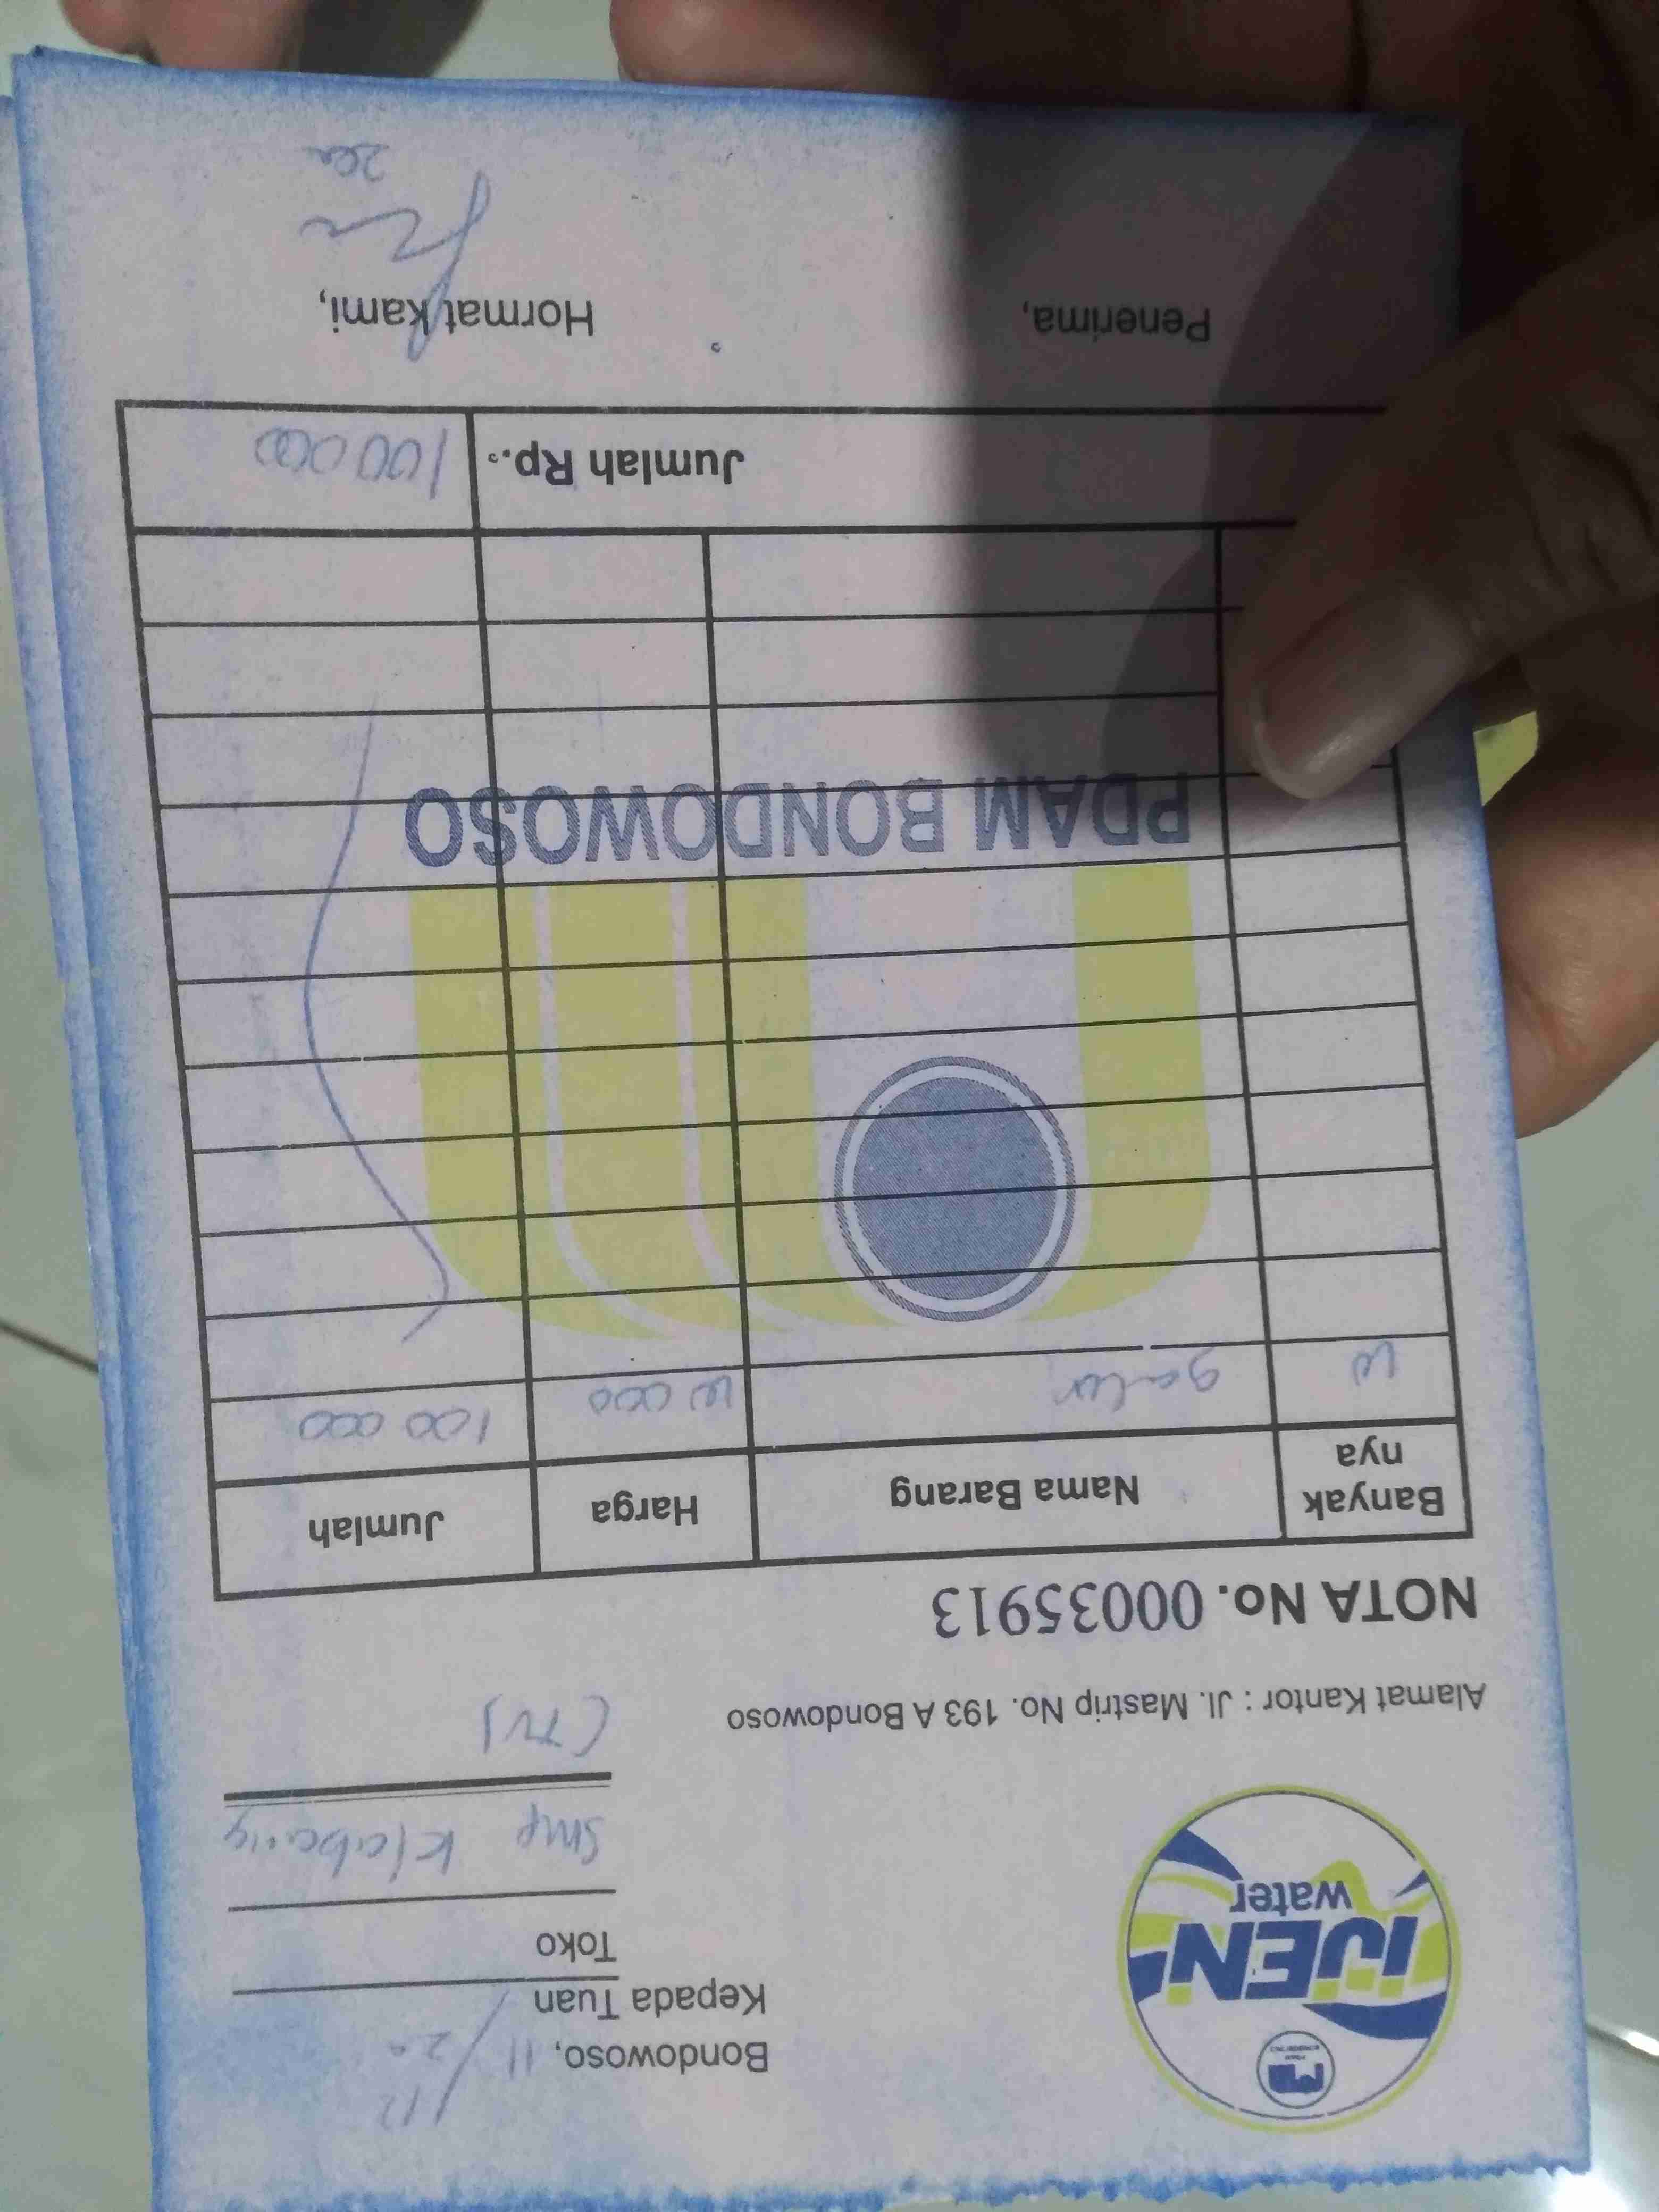 IJEN
water
Bondowoso, 11/12 20
Kepada Tuan
Toko
SMP Klabang
Alamat Kantor : Jl. Mastrip No. 193 A Bondowoso
NOTA No. 00035913
Banyak nya Nama Barang Harga Jumlah
10 galon 10 000 100 000
PDAM BONDOWOSO
Jumlah Rp. 100 000
Penerima, Hormat kami,